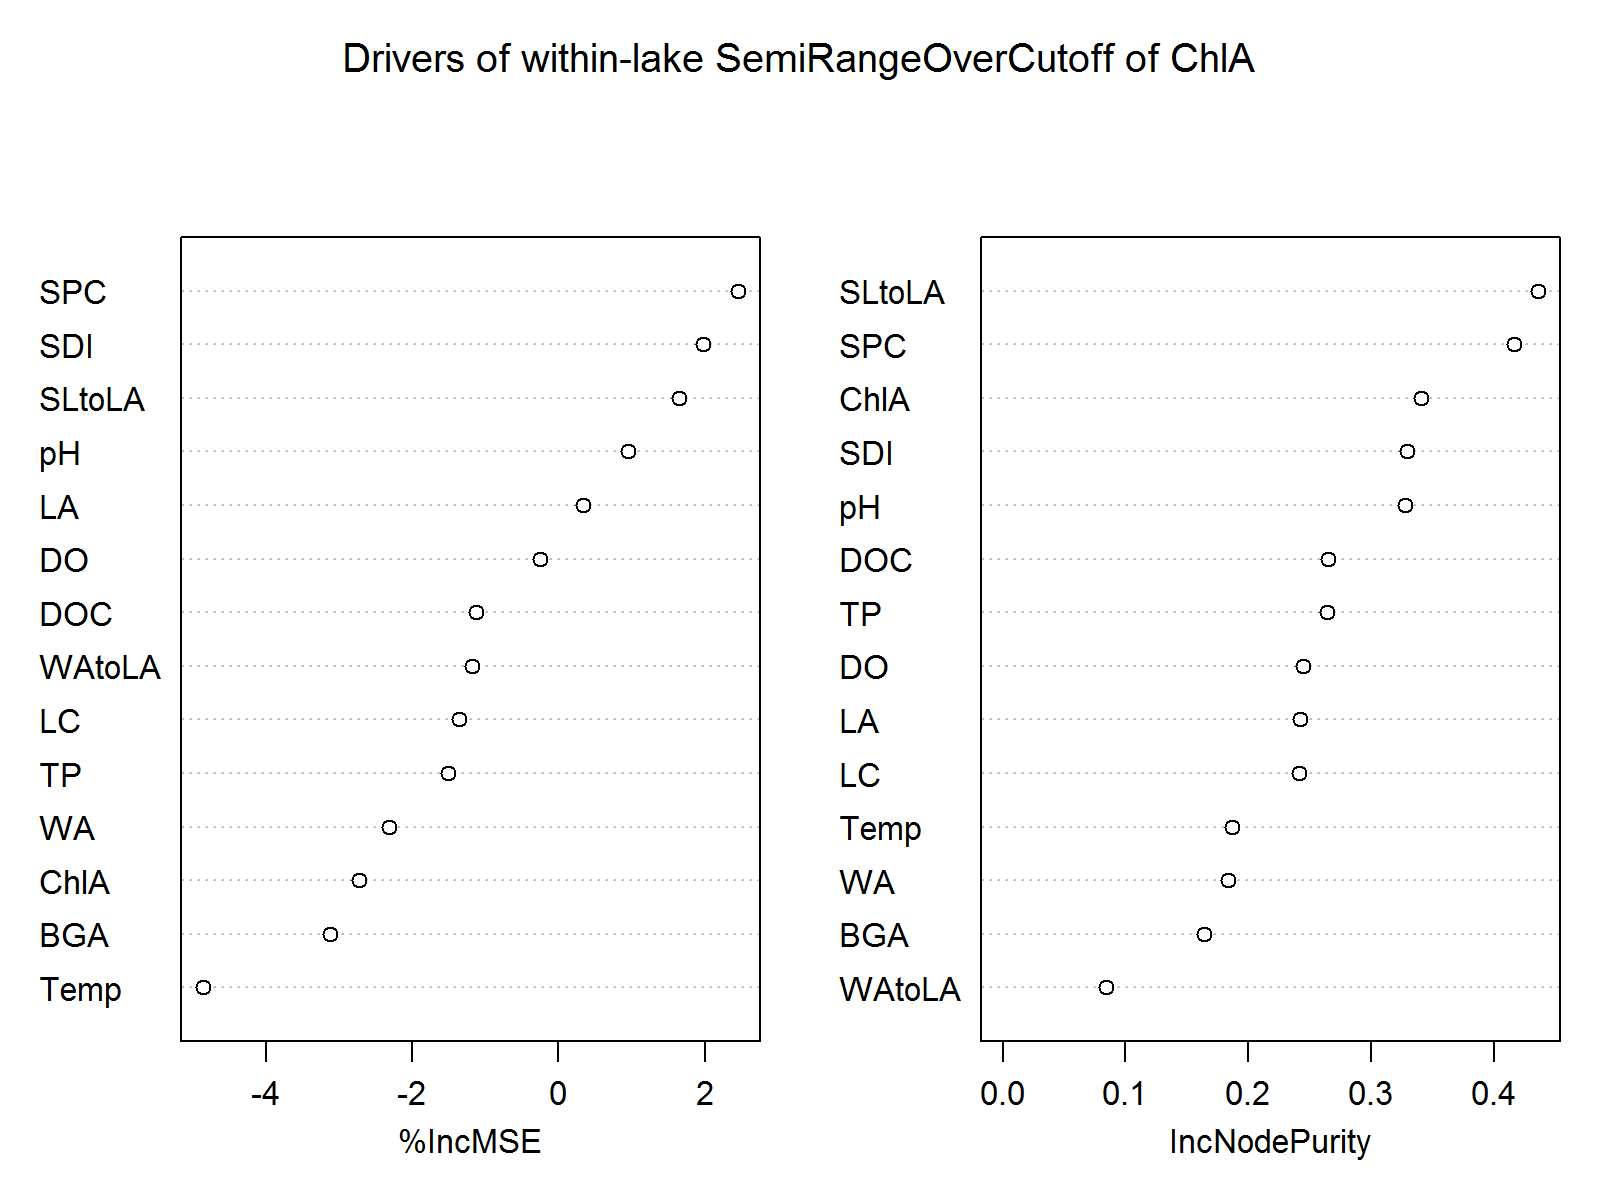 Drivers of within-lake SemiRangeOverCutoff of ChlA
SPC
SDI
SLtoLA
pH
LA
DO
DOC
WAtoLA
LC
TP
WA
ChlA
BGA
Temp
-4 -2 0 2
%IncMSE
SLtoLA
SPC
ChlA
SDI
pH
DOC
TP
DO
LA
LC
Temp
WA
BGA
WAtoLA
0.0 0.1 0.2 0.3 0.4
IncNodePurity